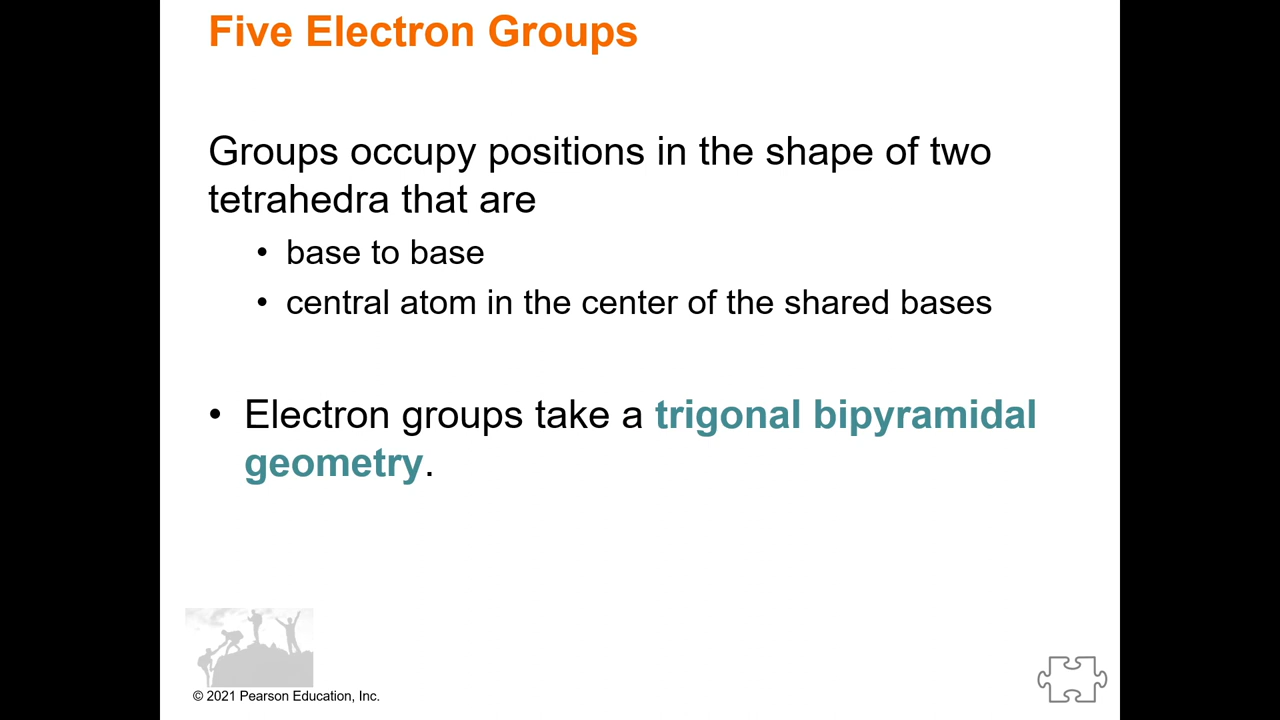 Five Electron Groups
Groups occupy positions in the shape of two
tetrahedra that are
• base to base
• central atom in the center of the shared bases
• Electron groups take a trigonal bipyramidal
geometry.
© 2021 Pearson Education, Inc.